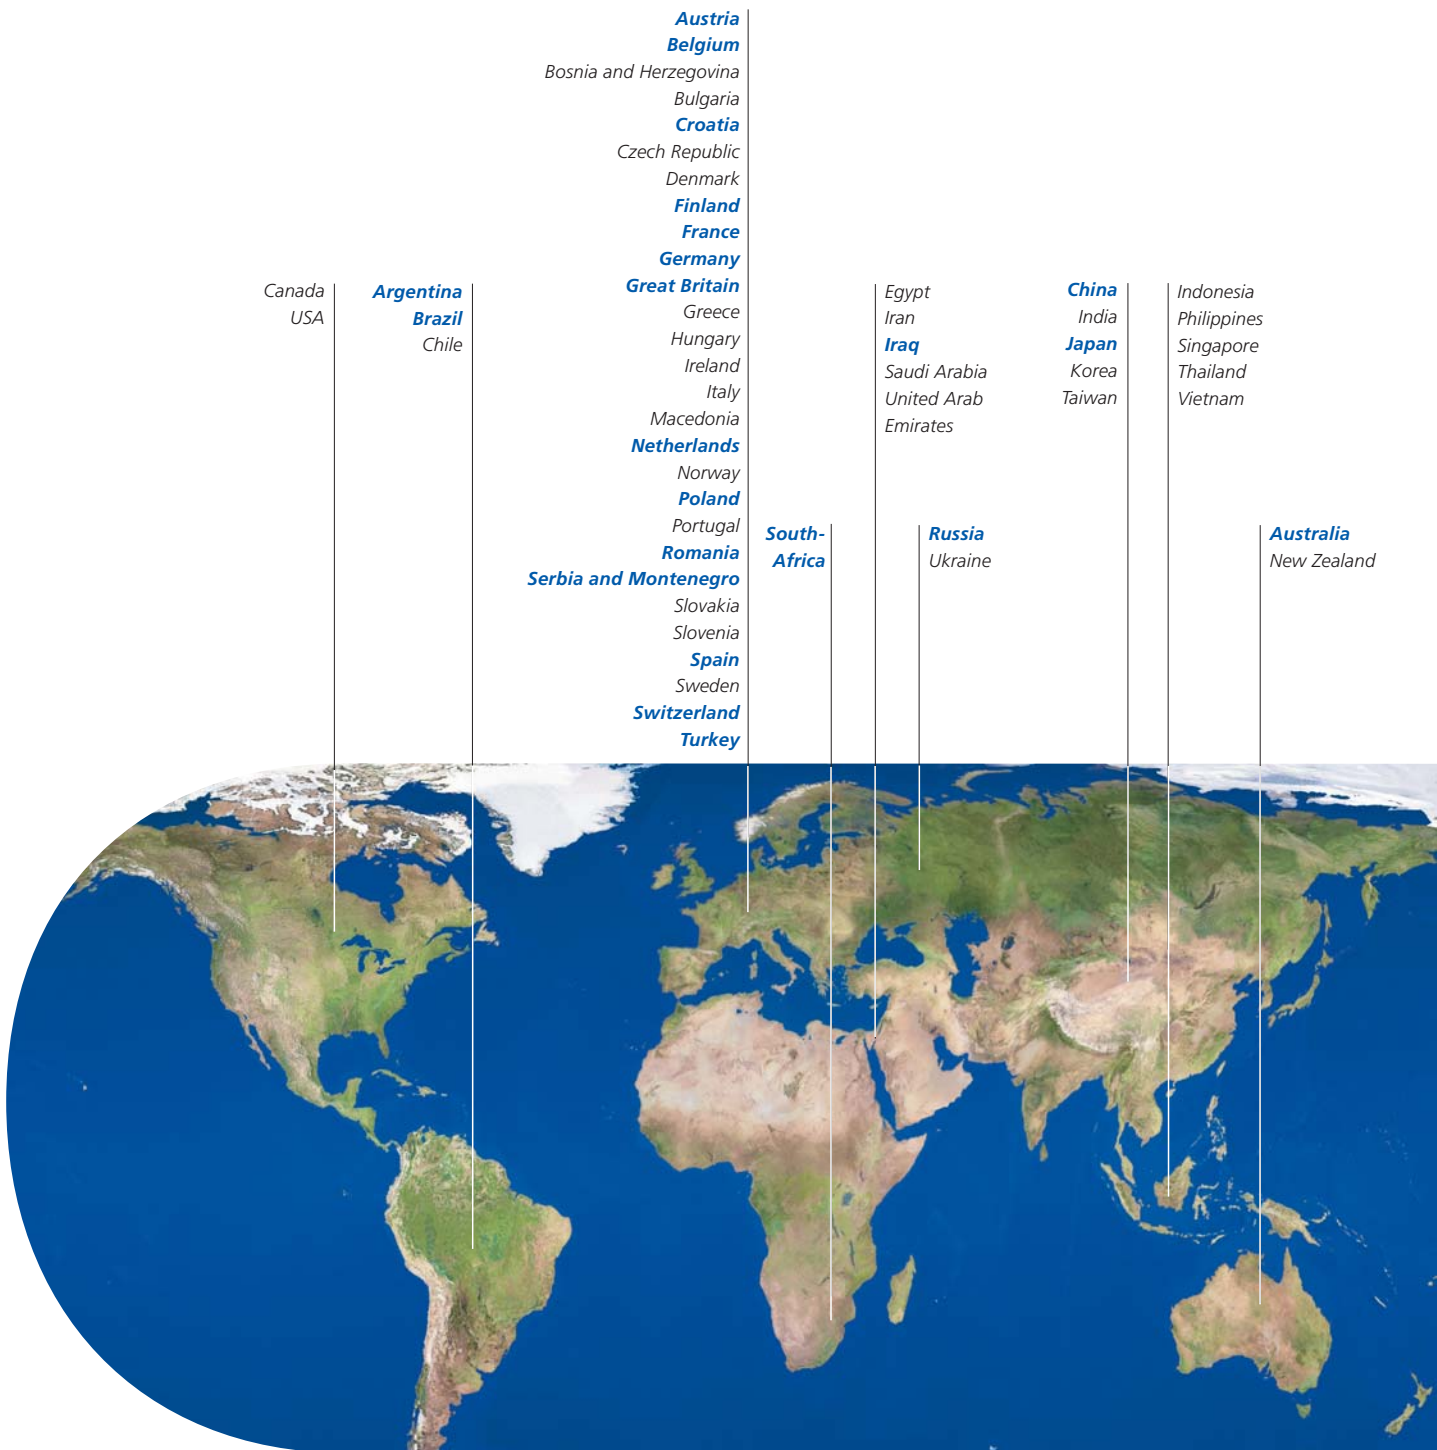 Austria
Belgium
Bosnia and Herzegovina
Bulgaria
Croatia
Czech Republic
Denmark
Finland
France
Germany
Great Britain
Greece
Hungary
Ireland
Italy
Macedonia
Netherlands
Norway
Poland
Portugal
Romania
Serbia and Montenegro
Slovakia
Slovenia
Spain
Sweden
Switzerland
Turkey
Canada
USA
Argentina
Brazil
Chile
South-
Africa
Egypt
Iran
Iraq
Saudi Arabia
United Arab
Emirates
Russia
Ukraine
China
India
Japan
Korea
Taiwan
Indonesia
Philippines
Singapore
Thailand
Vietnam
Australia
New Zealand